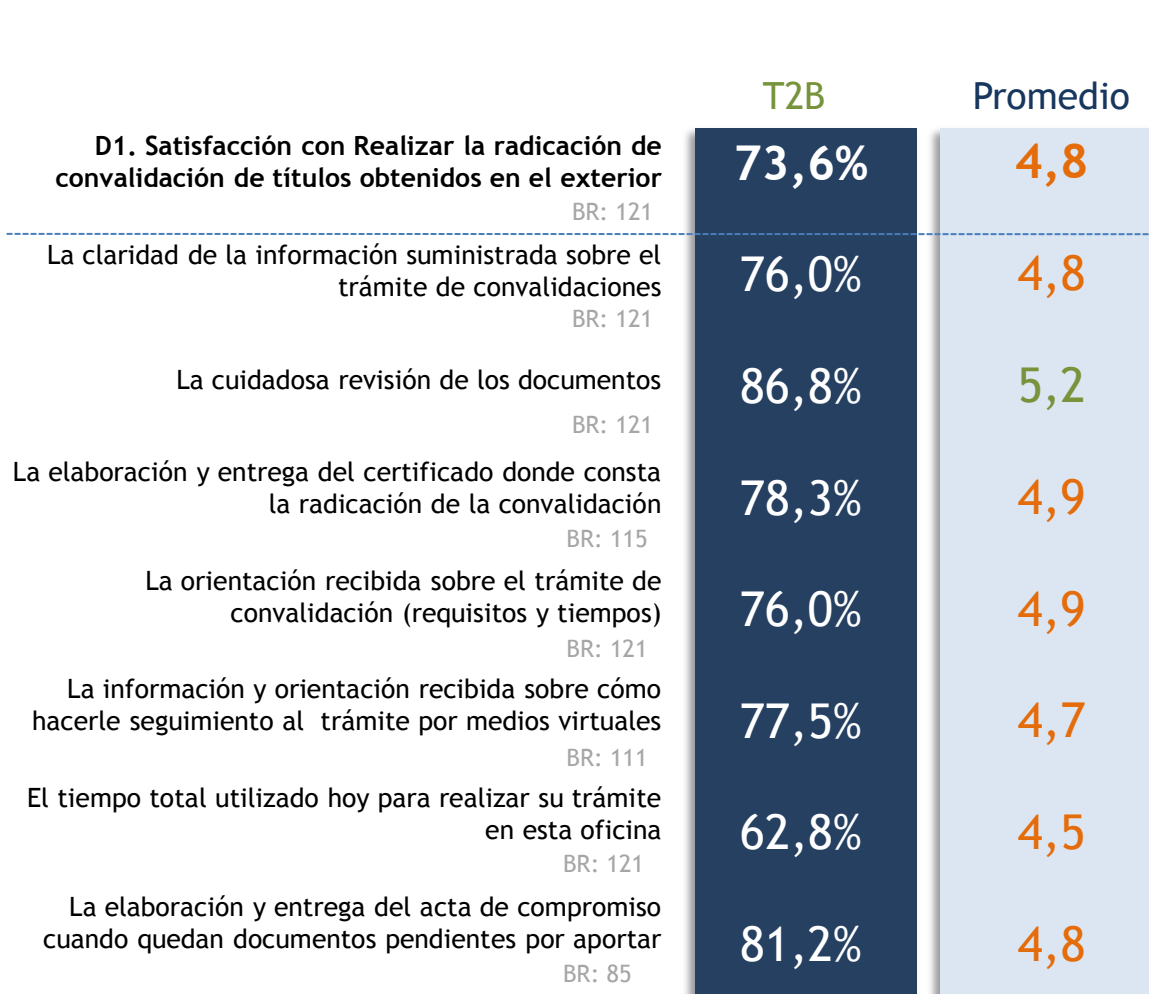 T2B Promedio
D1. Satisfacción con Realizar la radicación de
convalidación de títulos obtenidos en el exterior
BR: 121
73,6% 4,8
La claridad de la información suministrada sobre el
trámite de convalidaciones
BR: 121
76,0% 4,8
La cuidadosa revisión de los documentos
BR: 121
86,8% 5,2
La elaboración y entrega del certificado donde consta
la radicación de la convalidación
BR: 115
78,3% 4,9
La orientación recibida sobre el trámite de
convalidación (requisitos y tiempos)
BR: 121
76,0% 4,9
La información y orientación recibida sobre cómo
hacerle seguimiento al  trámite por medios virtuales
BR: 111
77,5% 4,7
El tiempo total utilizado hoy para realizar su trámite
en esta oficina
BR: 121
62,8% 4,5
La elaboración y entrega del acta de compromiso
cuando quedan documentos pendientes por aportar
BR: 85
81,2% 4,8